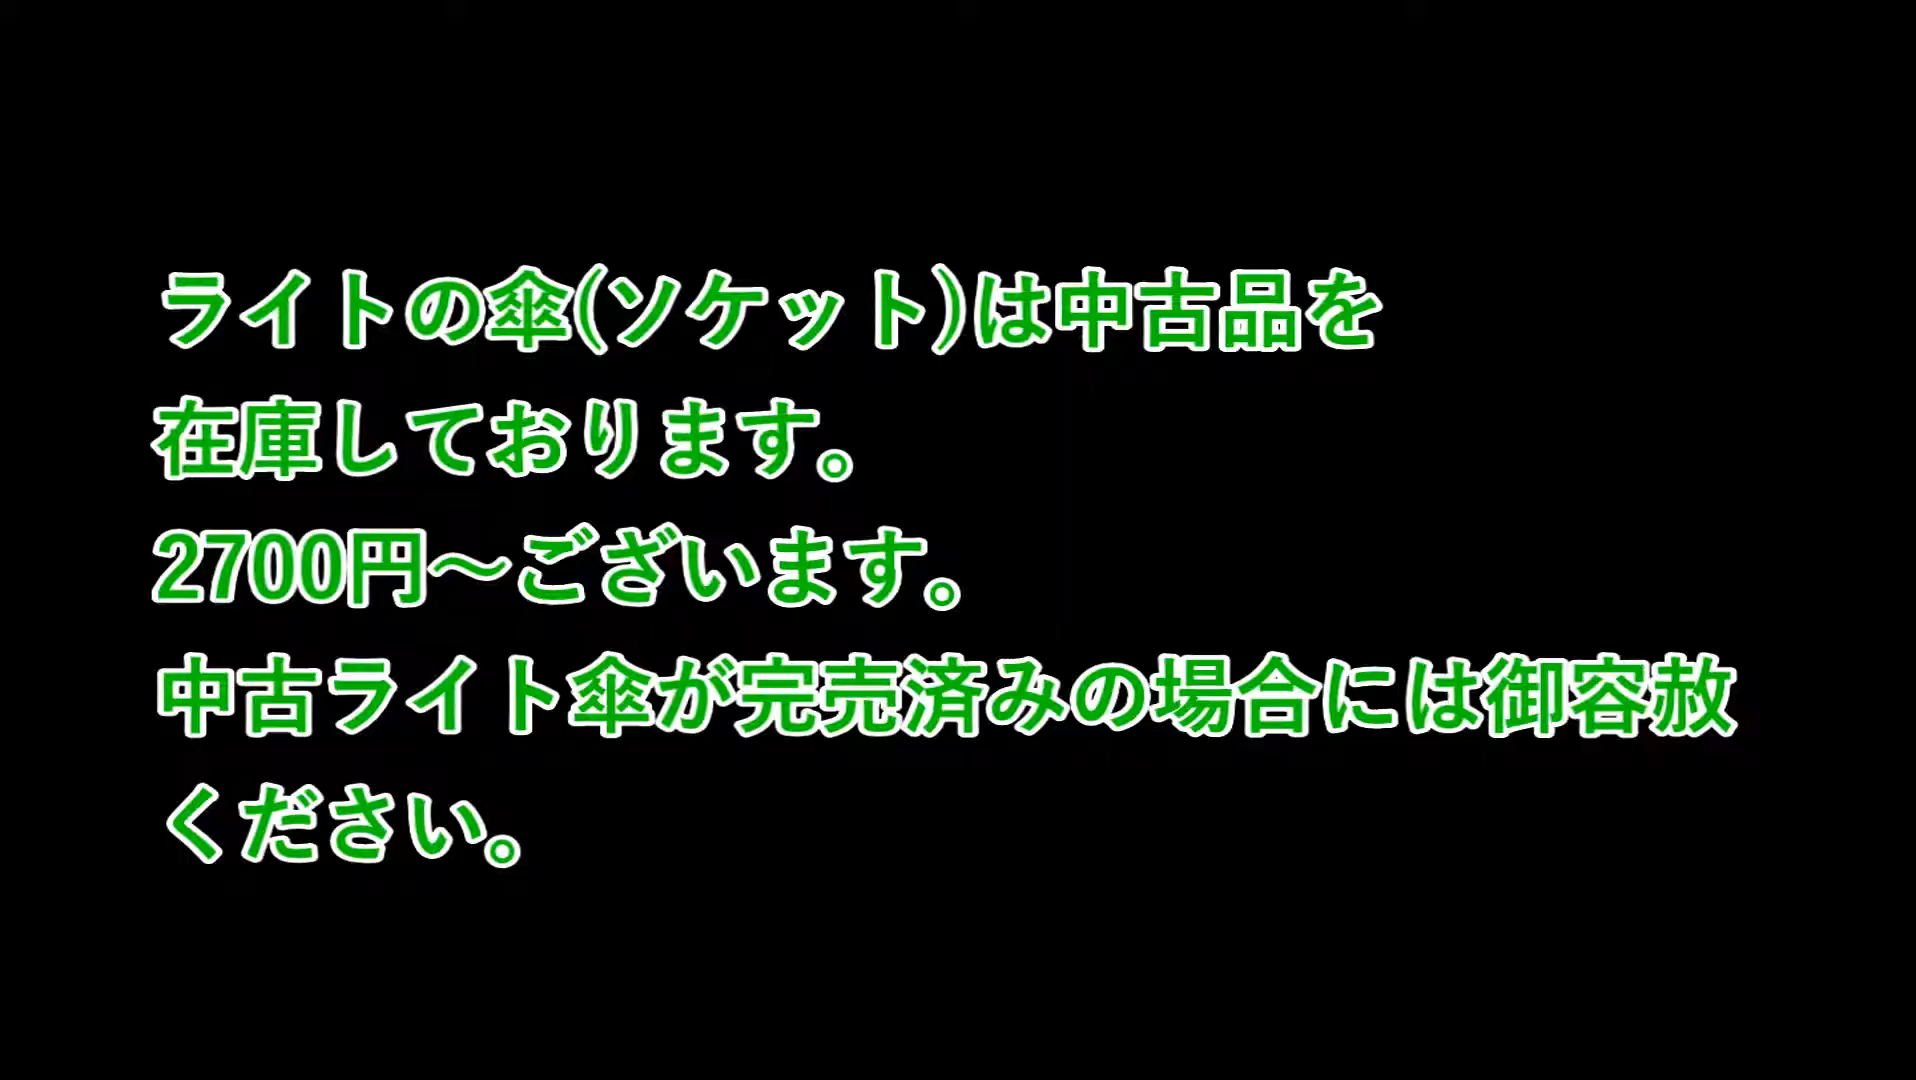 ライトの傘(ソケット)は中古品を
在庫しております。
2700円～ございます。
中古ライト傘が完売済みの場合には御容赦
ください。